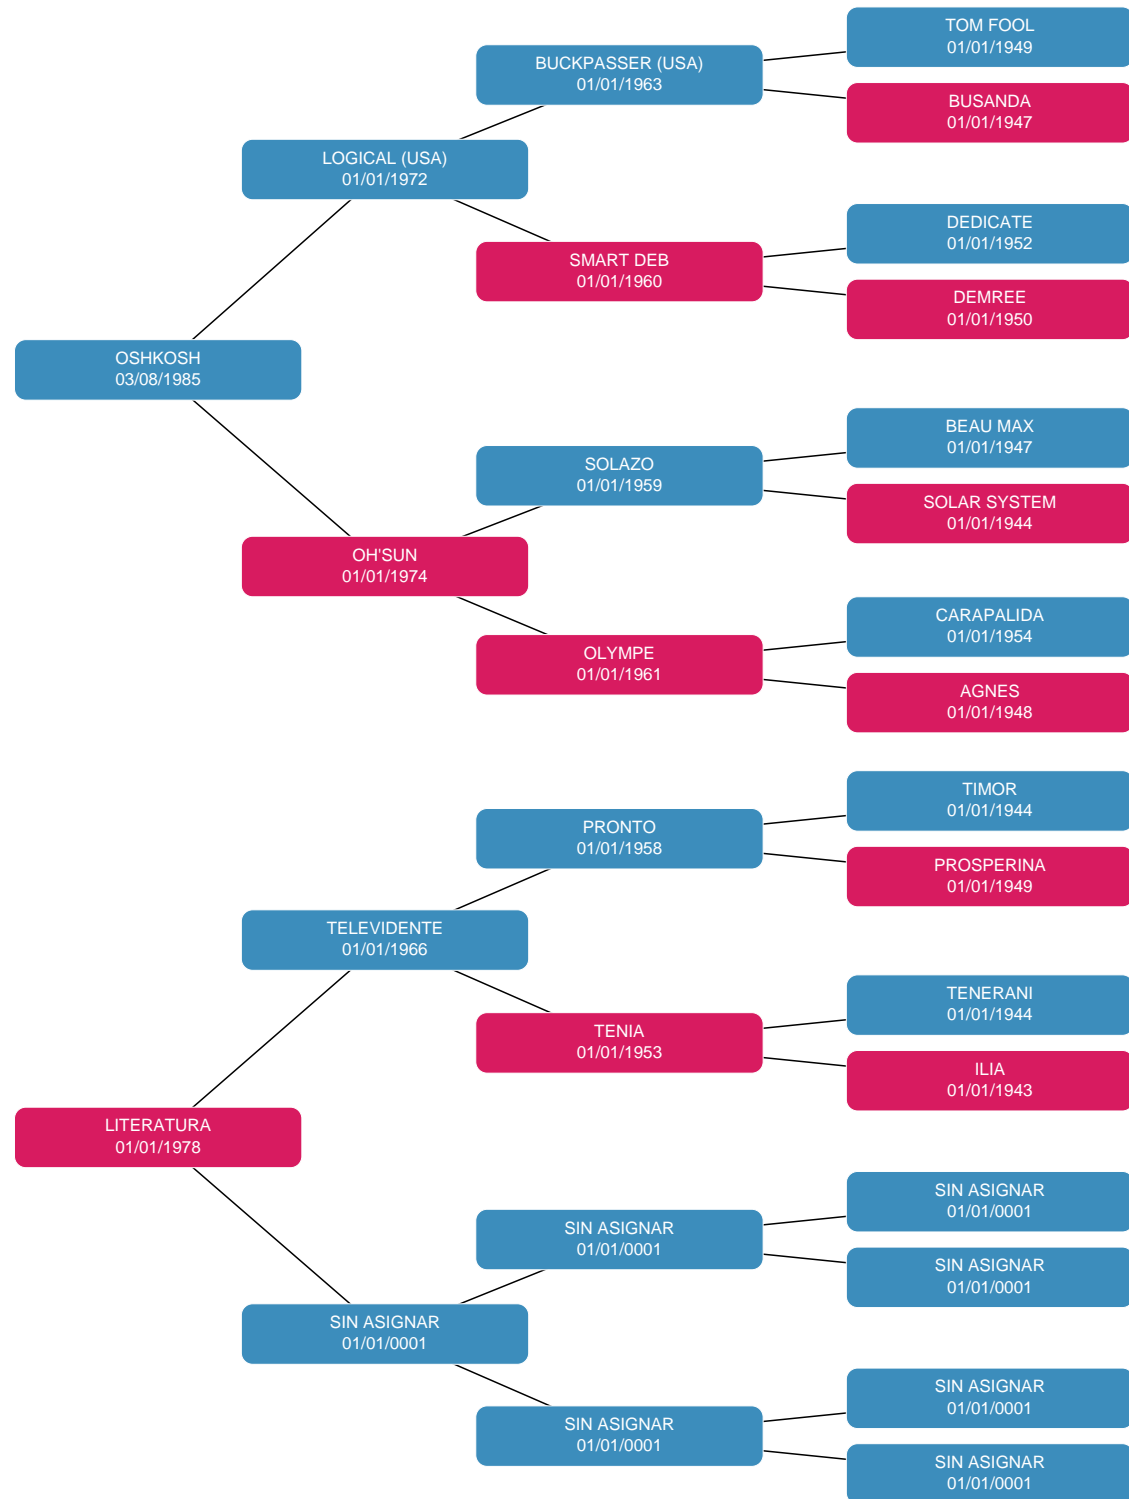 TOM FOOL
01/01/1949
BUCKPASSER (USA)
01/01/1963
BUSANDA
01/01/1947
LOGICAL (USA)
01/01/1972
DEDICATE
01/01/1952
SMART DEB
01/01/1960
DEMREE
01/01/1950
OSHKOSH
03/08/1985
BEAU MAX
01/01/1947
SOLAZO
01/01/1959
SOLAR SYSTEM
01/01/1944
OH'SUN
01/01/1974
CARAPALIDA
01/01/1954
OLYMPE
01/01/1961
AGNES
01/01/1948
TIMOR
01/01/1944
PRONTO
01/01/1958
PROSPERINA
01/01/1949
TELEVIDENTE
01/01/1966
TENERANI
01/01/1944
TENIA
01/01/1953
ILIA
01/01/1943
LITERATURA
01/01/1978
SIN ASIGNAR
01/01/0001
SIN ASIGNAR
01/01/0001
SIN ASIGNAR
01/01/0001
SIN ASIGNAR
01/01/0001
SIN ASIGNAR
01/01/0001
SIN ASIGNAR
01/01/0001
SIN ASIGNAR
01/01/0001